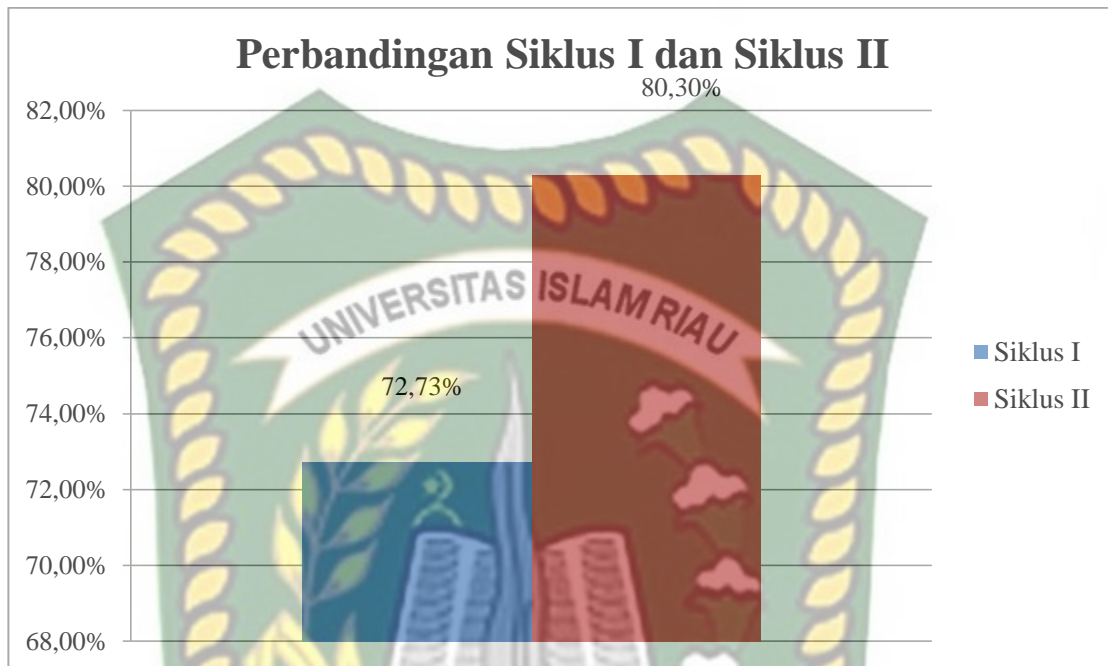 Perbandingan Siklus I dan Siklus II
80,30%
82,00%
80,00%
78,00%
UNIVERSITAS ISLAM RIAU
76,00%
Siklus I
72,73%
74,00%
Siklus II
72,00%
70,00%
68,00%